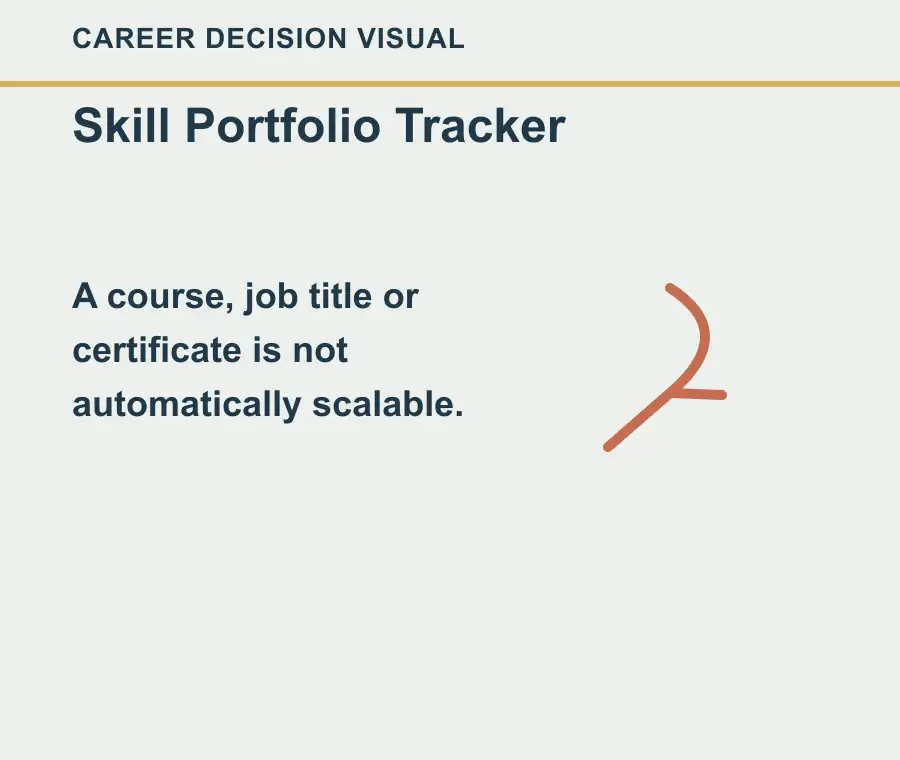 CAREER DECISION VISUAL
Skill Portfolio Tracker
A course, job title or
certificate is not
automatically scalable.